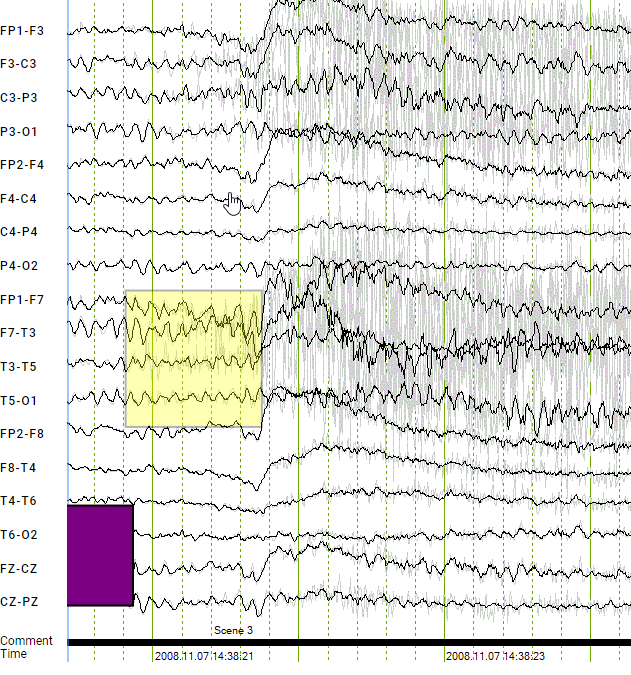 FP1-F3
F3-C3
C3-P3
P3-O1
FP2-F4
F4-C4
C4-P4
P4-O2
FP1-F7
F7-T3
T3-T5
T5-O1
FP2-F8
F8-T4
T4-T6
T6-O2
FZ-CZ
CZ-PZ
Scene 3
Comment
Time
2008.11.07 14:38:21
2008.11.07 14:38:23